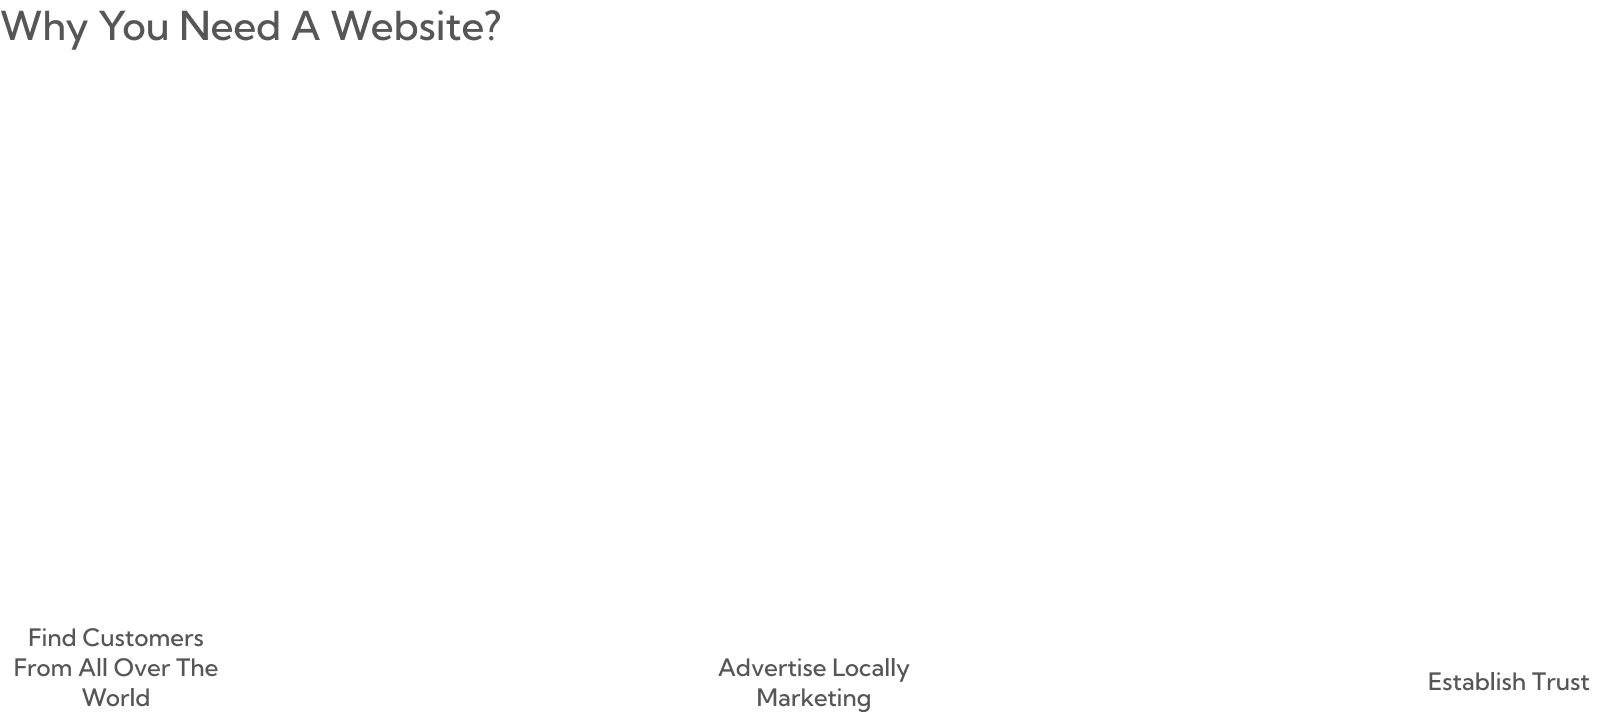 Why You Need A Website?
Find Customers
From All Over The
World
Advertise Locally
Marketing
Establish Trust